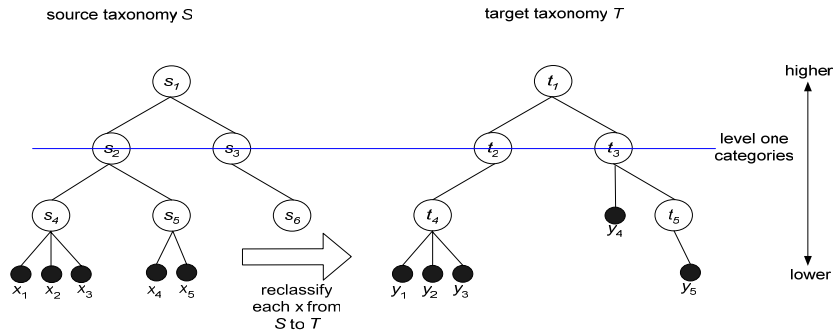 source taxonomy S
target taxonomy T
s1
t1
higher
s2
s3
t2
t3
level one
categories
s4
s5
s6
t4
y4
t5
x1 x2 x3
x4 x5
reclassify
each x from
S to T
y1 y2 y3
y5
lower